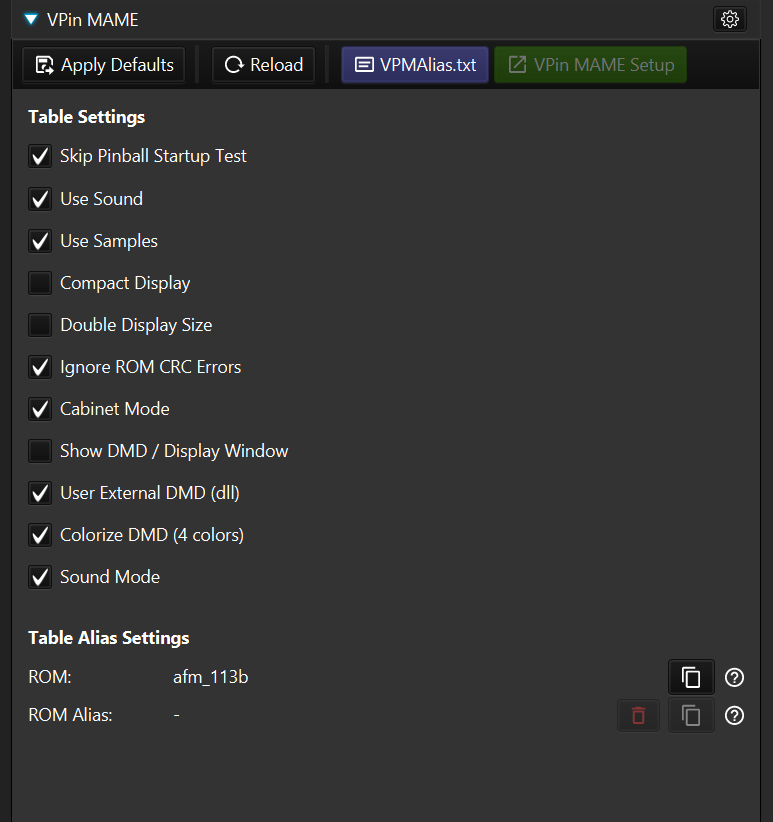 VPin MAME
Apply Defaults Reload VPMAlias.txt VPin MAME Setup
Table Settings
Skip Pinball Startup Test
Use Sound
Use Samples
Compact Display
Double Display Size
Ignore ROM CRC Errors
Cabinet Mode
Show DMD / Display Window
User External DMD (dll)
Colorize DMD (4 colors)
Sound Mode
Table Alias Settings
ROM: afm_113b
ROM Alias: -